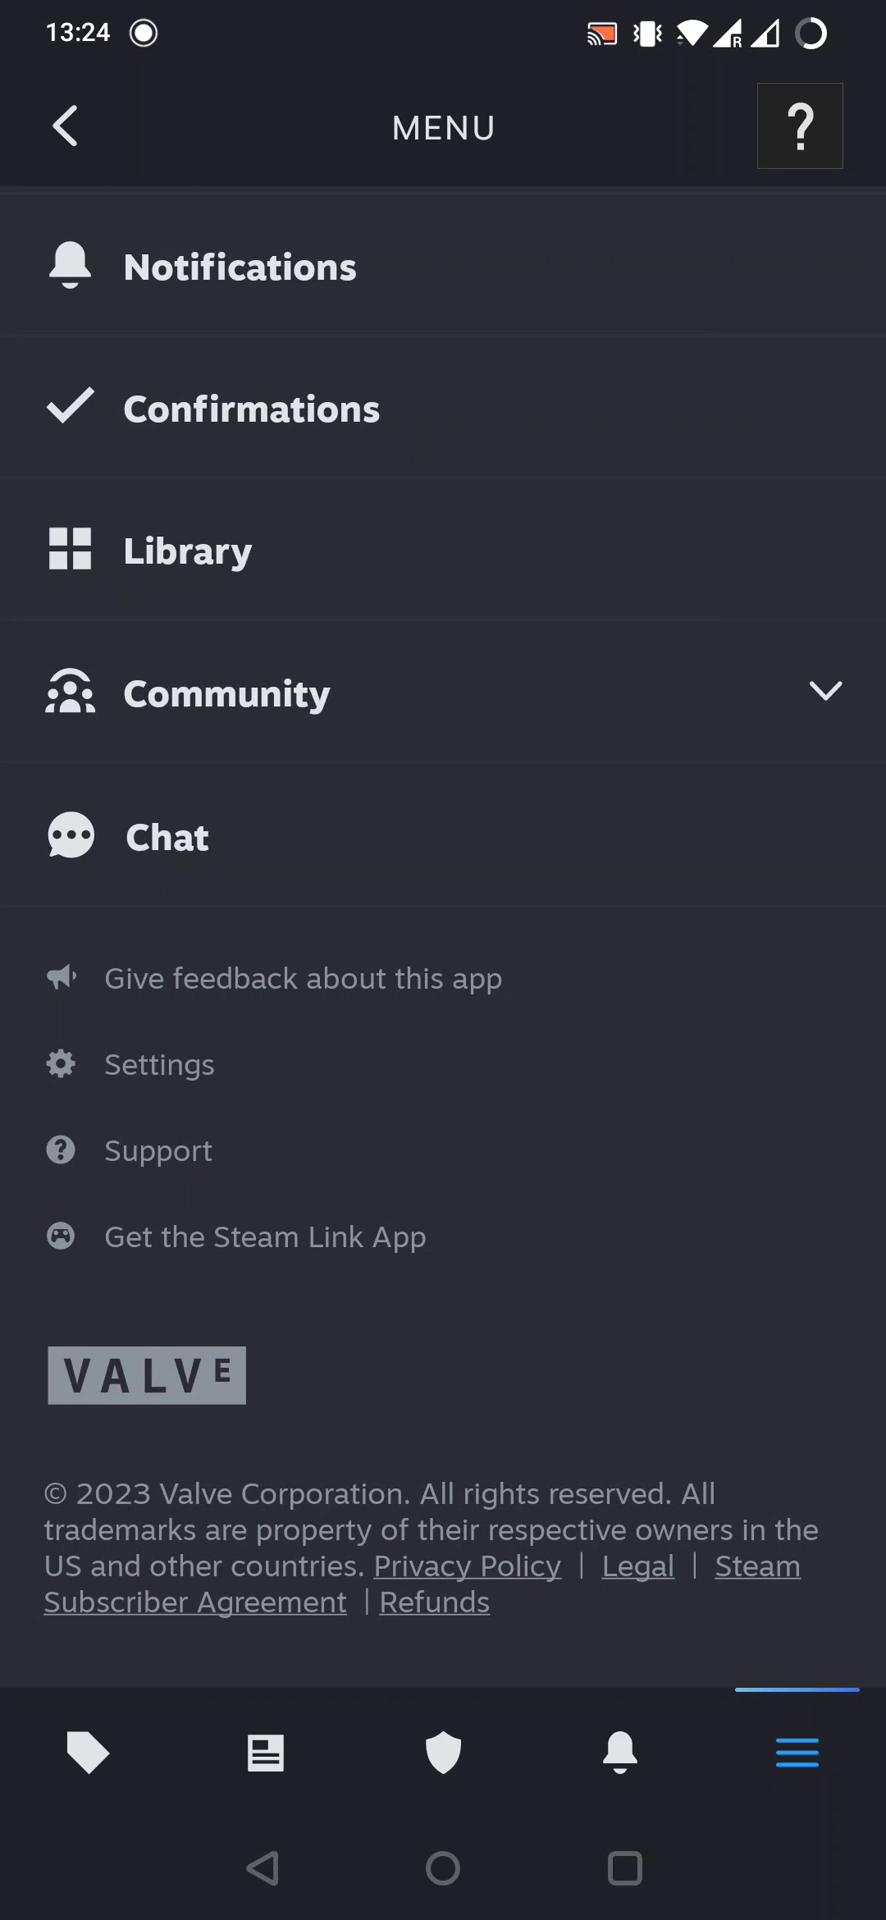 13:24
R
MENU
?
Notifications
Confirmations
Library
Community
Chat
Give feedback about this app
Settings
Support
Get the Steam Link App
VALVE
© 2023 Valve Corporation. All rights reserved. All
trademarks are property of their respective owners in the
US and other countries. Privacy Policy | Legal | Steam
Subscriber Agreement | Refunds